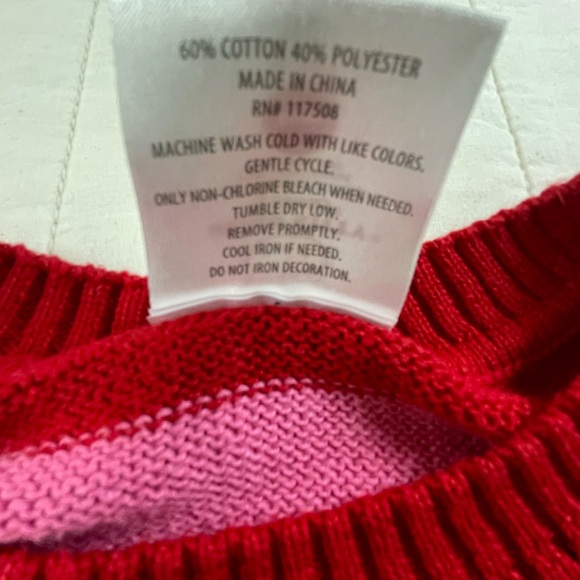 60% COTTON 40% POLYESTER
MADE IN CHINA
RN# 117508
MACHINE WASH COLD WITH LIKE COLORS.
GENTLE CYCLE.
ONLY NON-CHLORINE BLEACH WHEN NEEDED.
TUMBLE DRY LOW.
REMOVE PROMPTLY.
COOL IRON IF NEEDED.
DO NOT IRON DECORATION.